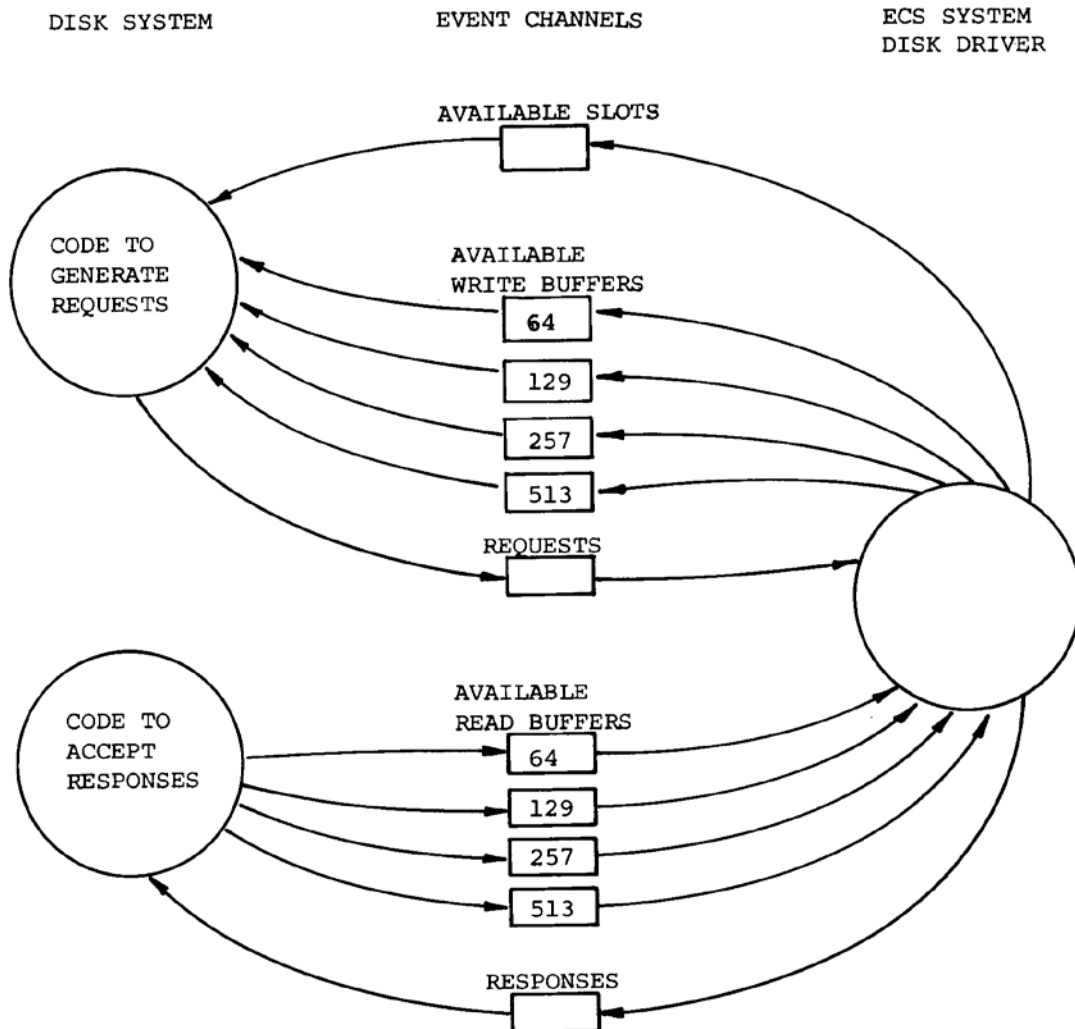 DISK SYSTEM
EVENT CHANNELS
ECS SYSTEM
DISK DRIVER
AVAILABLE SLOTS
CODE TO
GENERATE
REQUESTS
AVAILABLE
WRITE BUFFERS
64
129
257
513
REQUESTS
CODE TO
ACCEPT
RESPONSES
AVAILABLE
READ BUFFERS
64
129
257
513
RESPONSES